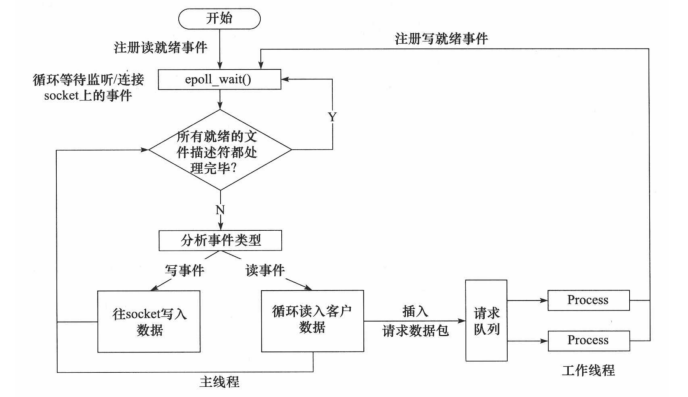 开始
注册读就绪事件
注册写就绪事件
循环等待监听/连接
socket上的事件
epoll_wait()
Y
所有就绪的文
件描述符都处
理完毕?
N
分析事件类型
写事件
读事件
往socket写入
数据
循环读入客户
数据
插入
请求数据包
请求
队列
Process
Process
主线程
工作线程